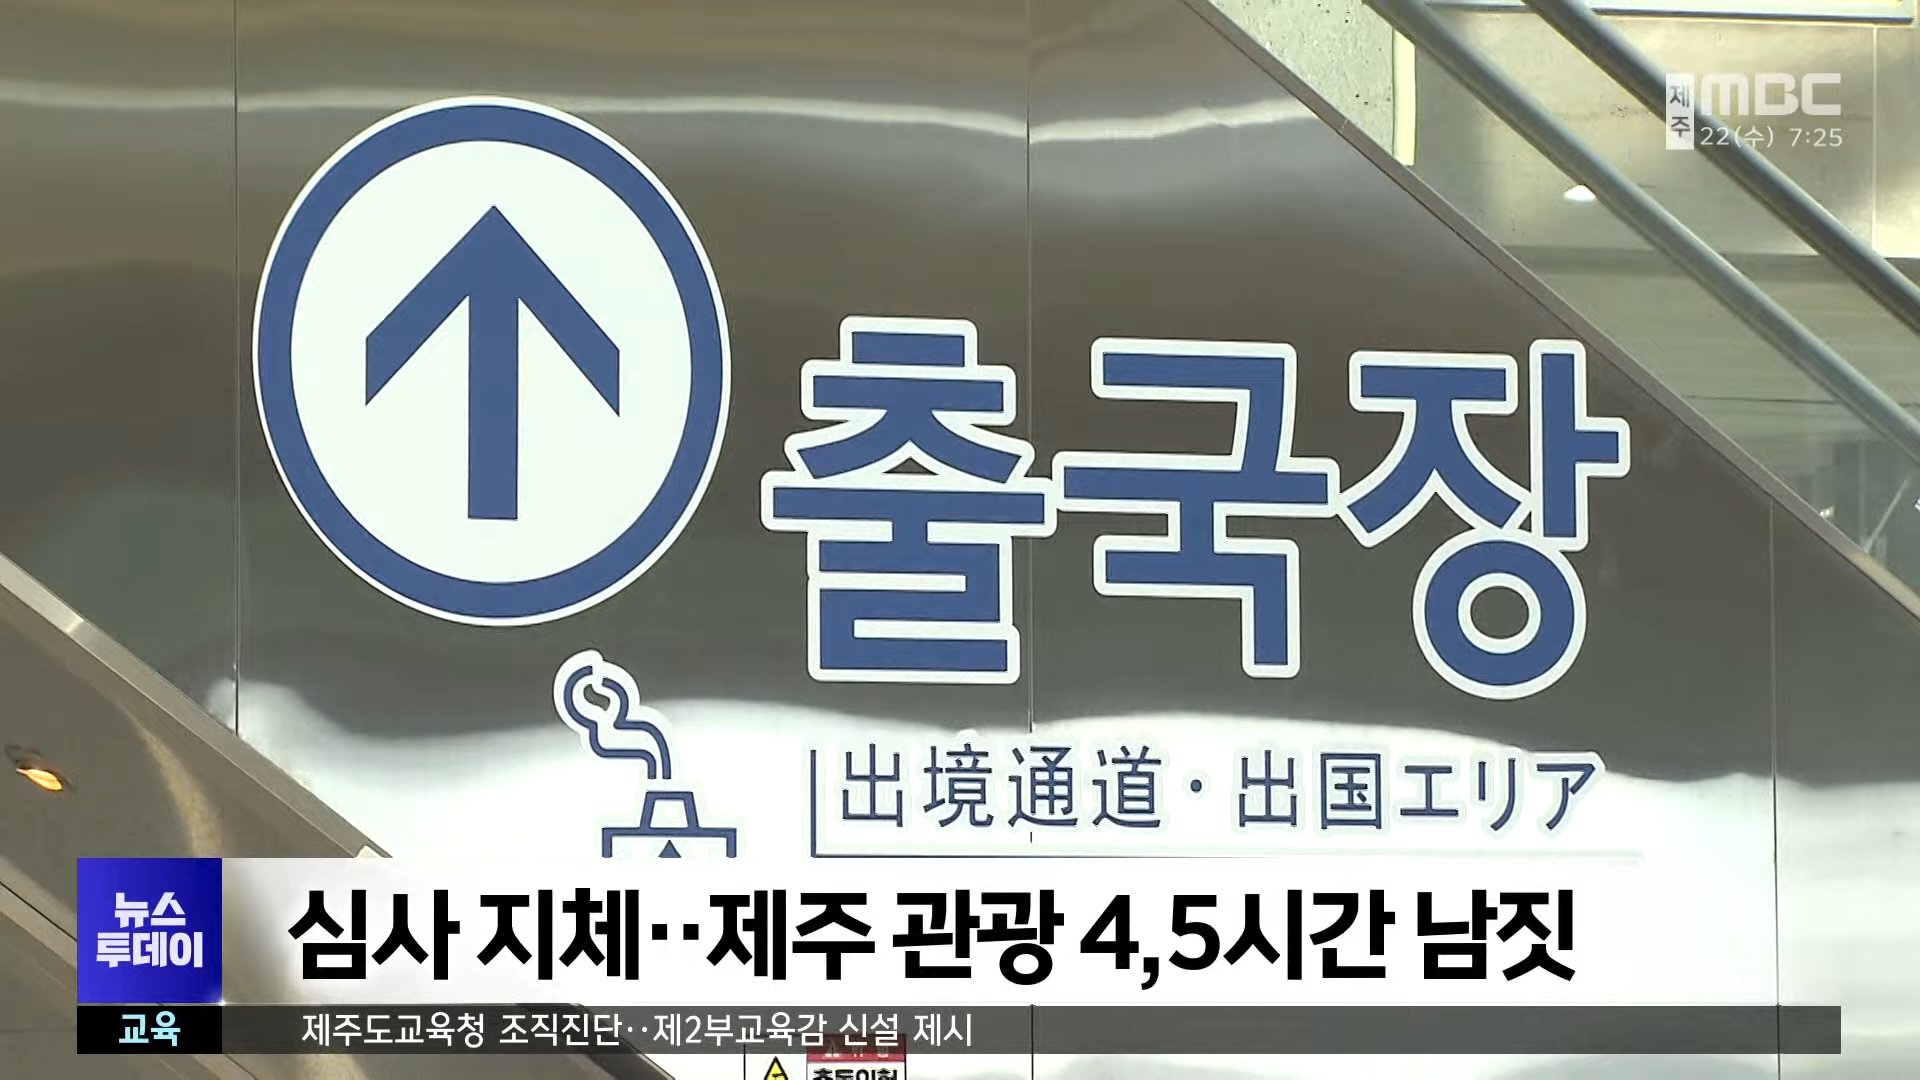 제주 MBC
22(수) 7:25
출국장
出境通道·出国エリア
뉴스
투데이
심사 지체‥제주 관광 4,5시간 남짓
교육
제주도교육청 조직진단‥제2부교육감 신설 제시